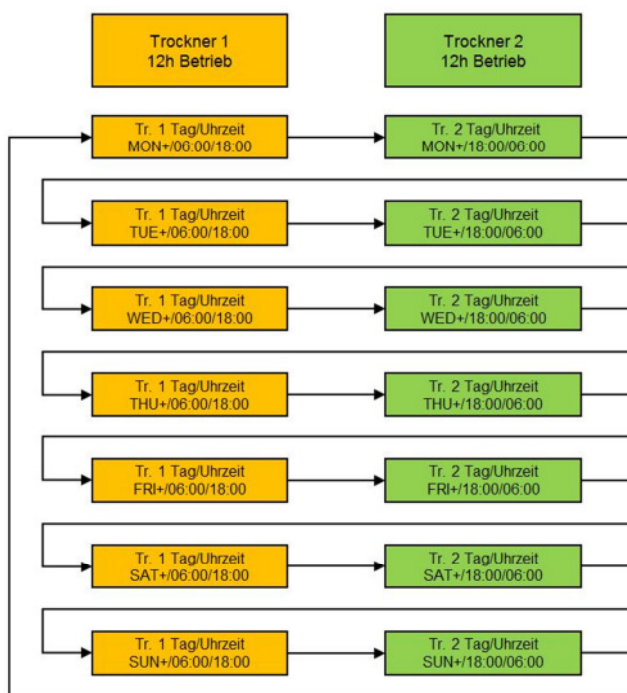 Trockner 1
12h Betrieb
Trockner 2
12h Betrieb
Tr. 1 Tag/Uhrzeit
MON+/06:00/18:00
Tr. 2 Tag/Uhrzeit
MON+/18:00/06:00
Tr. 1 Tag/Uhrzeit
TUE+/06:00/18:00
Tr. 2 Tag/Uhrzeit
TUE+/18:00/06:00
Tr. 1 Tag/Uhrzeit
WED+/06:00/18:00
Tr. 2 Tag/Uhrzeit
WED+/18:00/06:00
Tr. 1 Tag/Uhrzeit
THU+/06:00/18:00
Tr. 2 Tag/Uhrzeit
THU+/18:00/06:00
Tr. 1 Tag/Uhrzeit
FRI+/06:00/18:00
Tr. 2 Tag/Uhrzeit
FRI+/18:00/06:00
Tr. 1 Tag/Uhrzeit
SAT+/06:00/18:00
Tr. 2 Tag/Uhrzeit
SAT+/18:00/06:00
Tr. 1 Tag/Uhrzeit
SUN+/06:00/18:00
Tr. 2 Tag/Uhrzeit
SUN+/18:00/06:00